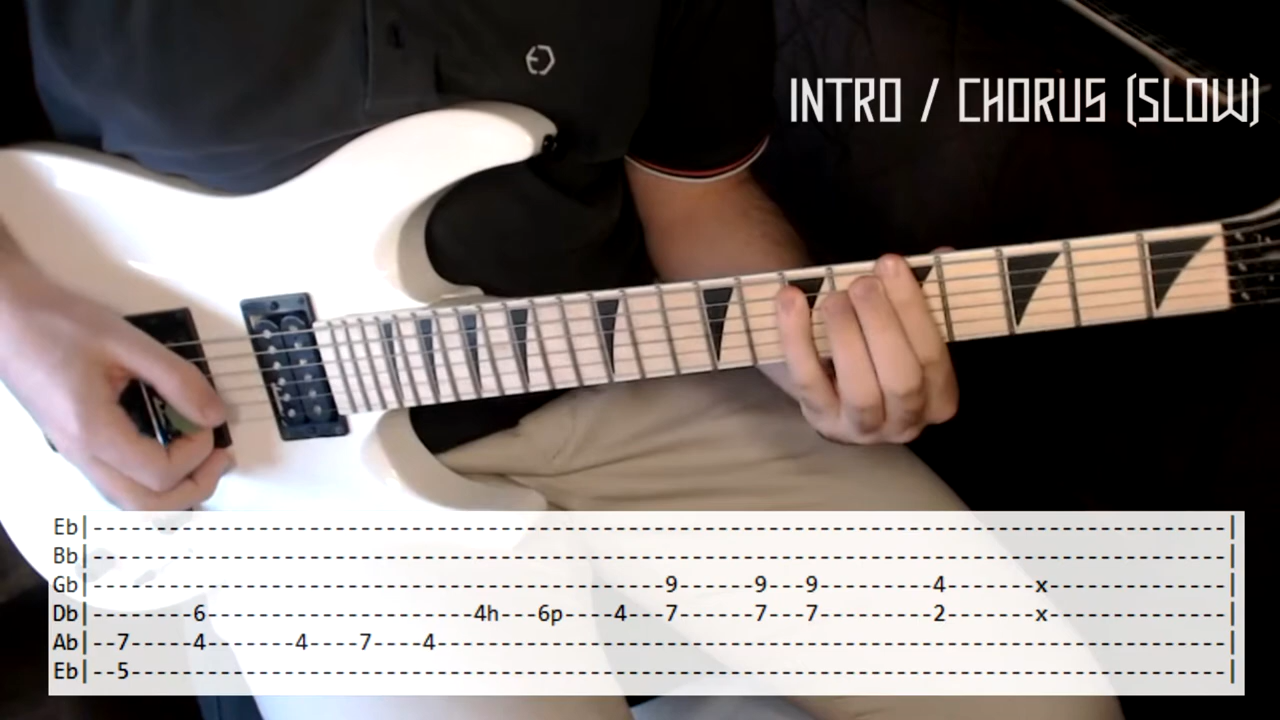 INTRO / CHORUS (SLOW)
Eb|-----------------------------------------------------------------------------------------|
Bb|-----------------------------------------------------------------------------------------|
Gb|---------------------------------------------9------9---9---------4-------x--------------|
Db|--------6---------------------4h---6p----4---7------7---7---------2-------x--------------|
Ab|--7-----4-------4----7----4--------------------------------------------------------------|
Eb|--5--------------------------------------------------------------------------------------|